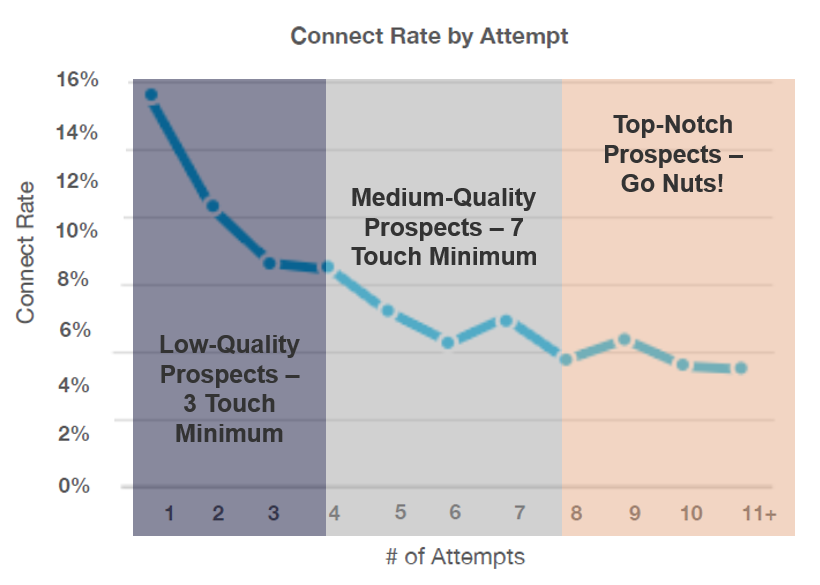 Connect Rate by Attempt
16%
14%
12%
10%
8%
6%
4%
2%
0%
Connect Rate
Low-Quality
Prospects –
3 Touch
Minimum
Medium-Quality
Prospects – 7
Touch Minimum
Top-Notch
Prospects –
Go Nuts!
1 2 3 4 5 6 7 8 9 10 11+
# of Attempts